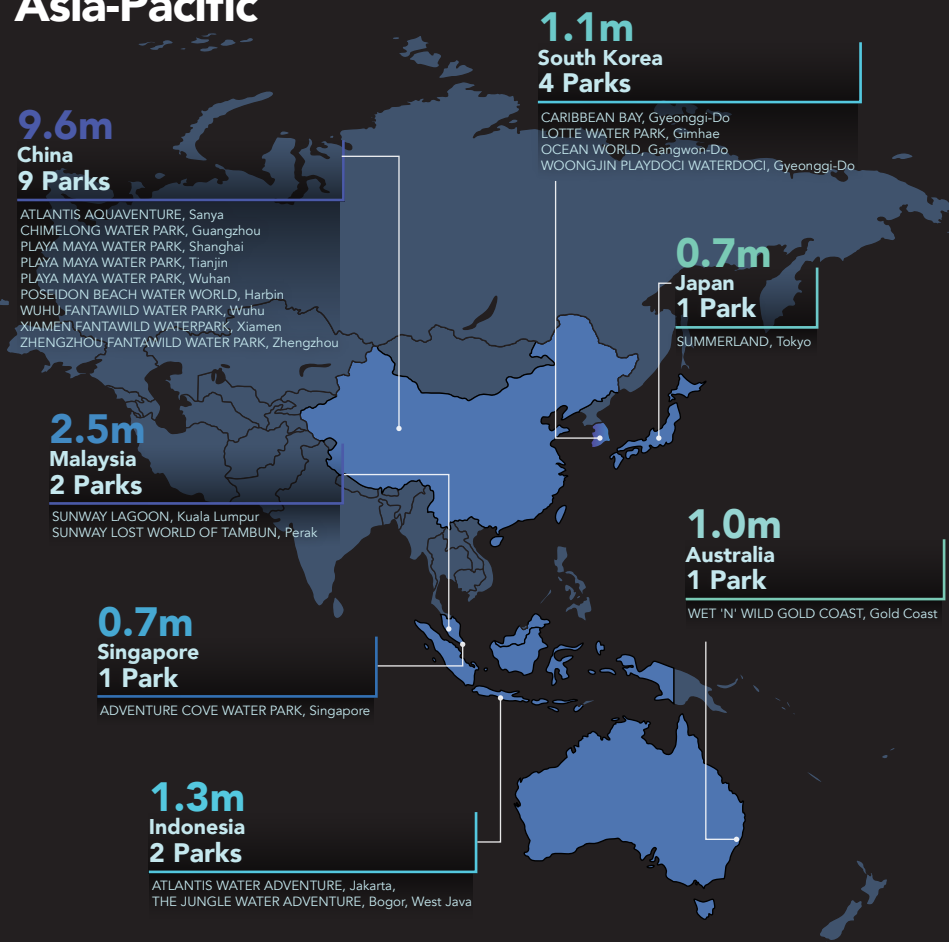 Asia-Pacific
1.1m
South Korea
4 Parks
CARIBBEAN BAY, Gyeonggi-Do
LOTTE WATER PARK, Gimhae
OCEAN WORLD, Gangwon-Do
WOONGJIN PLAYDOCI WATERDOCI, Gyeonggi-Do
9.6m
China
9 Parks
ATLANTIS AQUAVENTURE, Sanya
CHIMELONG WATER PARK, Guangzhou
PLAYA MAYA WATER PARK, Shanghai
PLAYA MAYA WATER PARK, Tianjin
PLAYA MAYA WATER PARK, Wuhan
POSEIDON BEACH WATER WORLD, Harbin
WUHU FANTAWILD WATER PARK, Wuhu
XIAMEN FANTAWILD WATERPARK, Xiamen
ZHENGZHOU FANTAWILD WATER PARK, Zhengzhou
0.7m
Japan
1 Park
SUMMERLAND, Tokyo
2.5m
Malaysia
2 Parks
SUNWAY LAGOON, Kuala Lumpur
SUNWAY LOST WORLD OF TAMBUN, Perak
1.0m
Australia
1 Park
WET 'N' WILD GOLD COAST, Gold Coast
0.7m
Singapore
1 Park
ADVENTURE COVE WATER PARK, Singapore
1.3m
Indonesia
2 Parks
ATLANTIS WATER ADVENTURE, Jakarta,
THE JUNGLE WATER ADVENTURE, Bogor, West Java